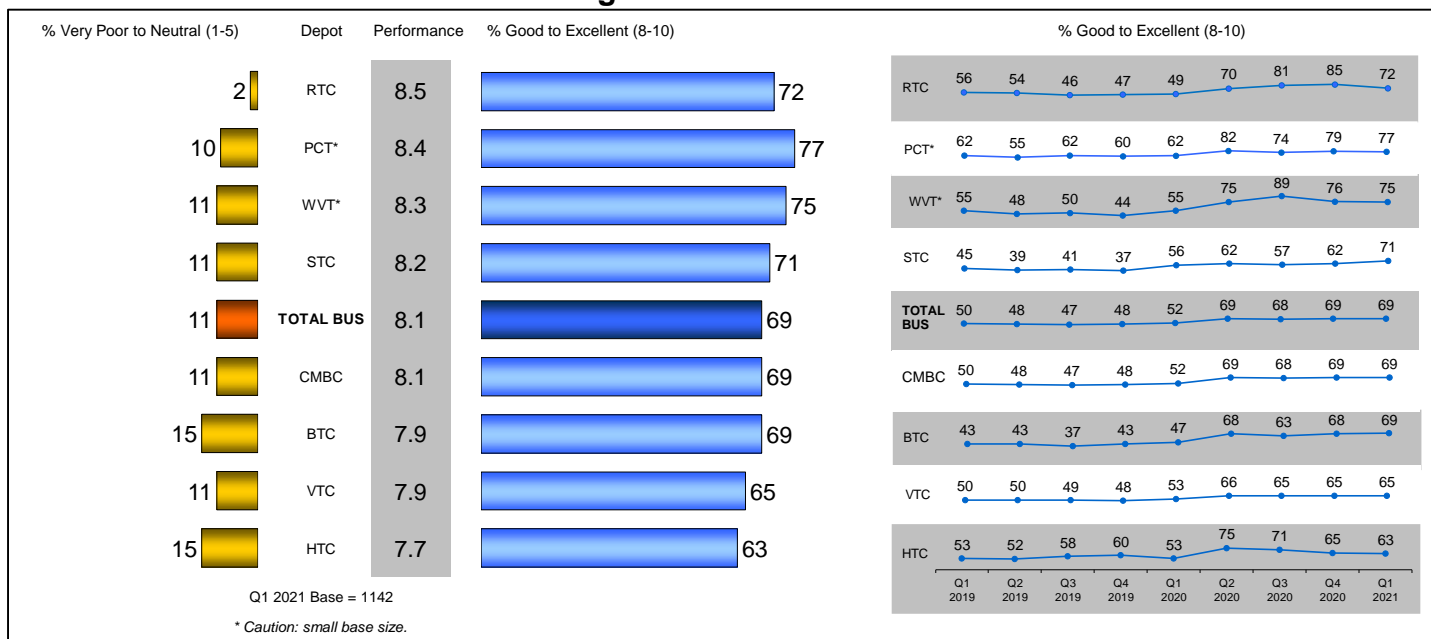 % Very Poor to Neutral (1-5) Depot Performance % Good to Excellent (8-10)
2 RTC 8.5 72
10 PCT* 8.4 77
11 WVT* 8.3 75
11 STC 8.2 71
11 TOTAL BUS 8.1 69
11 CMBC 8.1 69
15 BTC 7.9 69
11 VTC 7.9 65
15 HTC 7.7 63
Q1 2021 Base = 1142
* Caution: small base size.
% Good to Excellent (8-10)
RTC 56 54 46 47 49 70 81 85 72
PCT* 62 55 62 60 62 82 74 79 77
WVT* 55 48 50 44 55 75 89 76 75
STC 45 39 41 37 56 62 57 62 71
TOTAL BUS 50 48 47 48 52 69 68 69 69
CMBC 50 48 47 48 52 69 68 69 69
BTC 43 43 37 43 47 68 63 68 69
VTC 50 50 49 48 53 66 65 65 65
HTC 53 52 58 60 53 75 71 65 63
Q1 Q2 Q3 Q4 Q1 Q2 Q3 Q4 Q1
2019 2019 2019 2019 2020 2020 2020 2020 2021